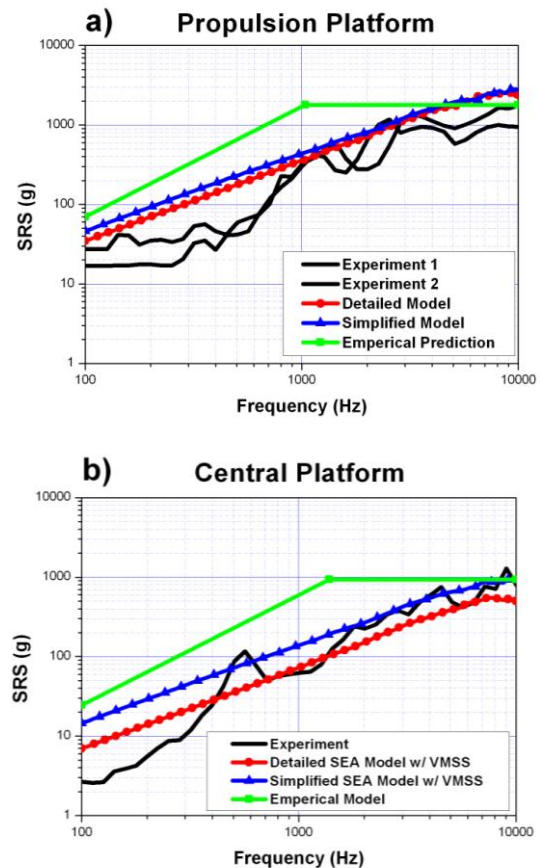 a) Propulsion Platform
10000
1000
100
10
1
SRS (g)
Experiment 1
Experiment 2
Detailed Model
Simplified Model
Emperical Prediction
100 1000 10000
Frequency (Hz)
b) Central Platform
10000
1000
100
10
1
SRS (g)
Experiment
Detailed SEA Model w/ VMSS
Simplified SEA Model w/ VMSS
Emperical Model
100 1000 10000
Frequency (Hz)